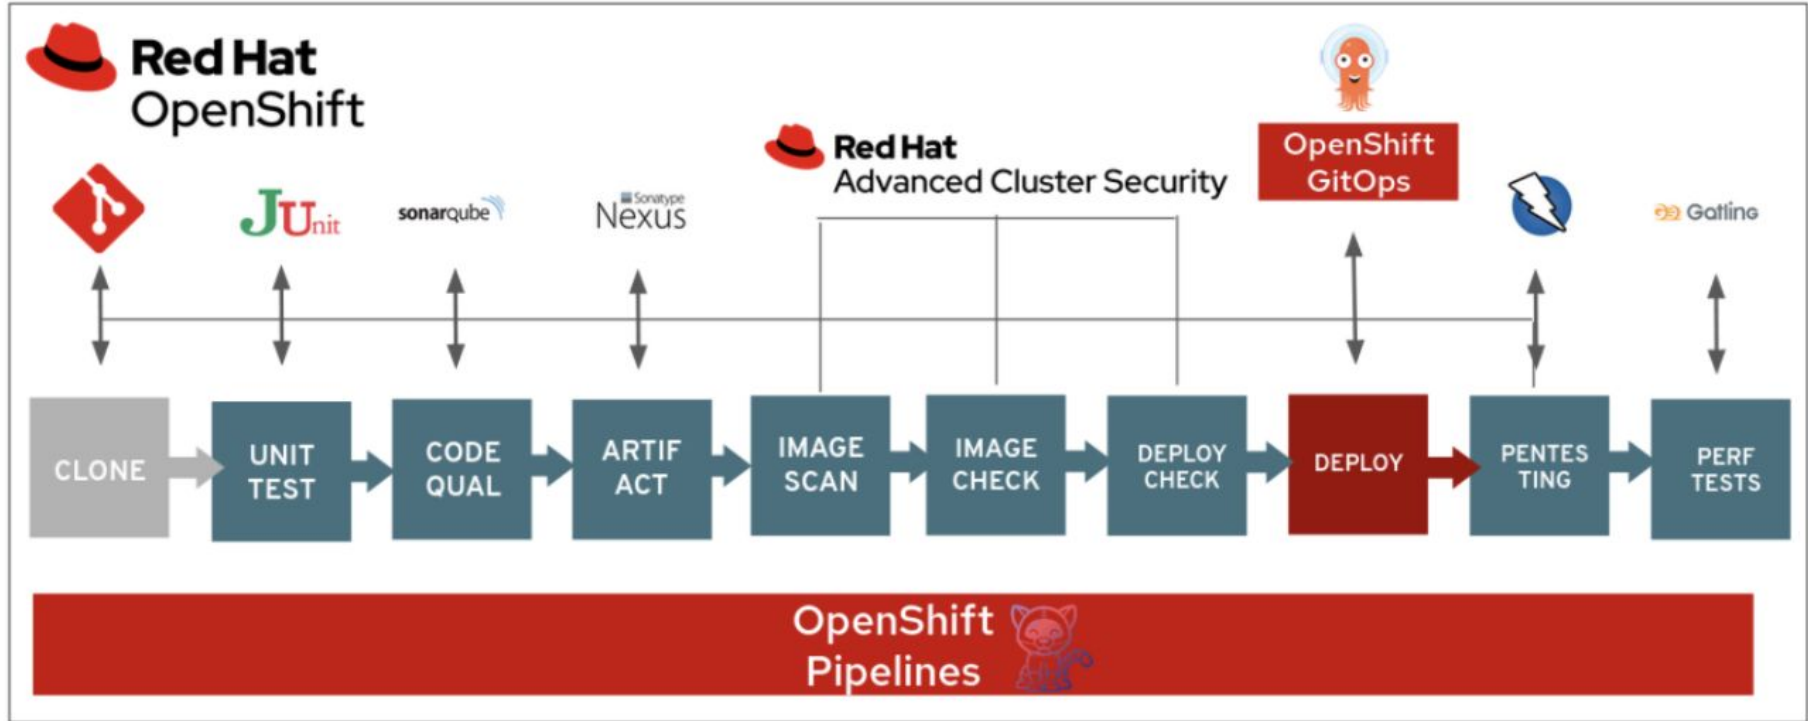 Red Hat
OpenShift
Red Hat
Advanced Cluster Security
OpenShift
GitOps
JUnit
sonarqube
Sonatype
Nexus
Gatling
CLONE
UNIT
TEST
CODE
QUAL
ARTIF
ACT
IMAGE
SCAN
IMAGE
CHECK
DEPLOY
CHECK
DEPLOY
PENTES
TING
PERF
TESTS
OpenShift
Pipelines